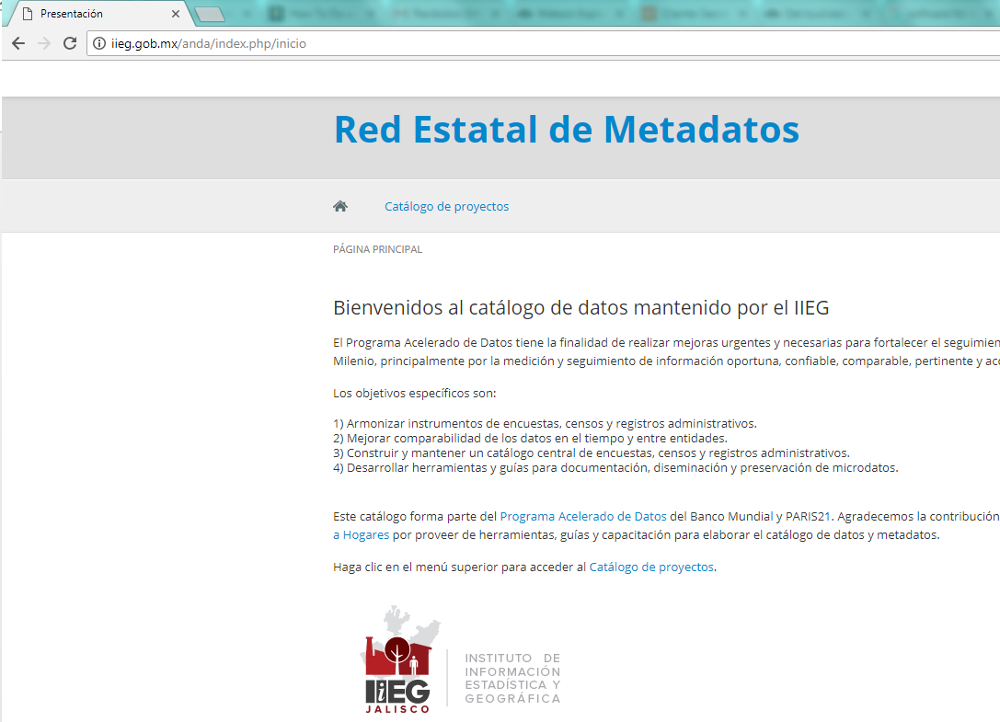 Presentación
iieg.gob.mx/anda/index.php/inicio
Red Estatal de Metadatos
Catálogo de proyectos
PÁGINA PRINCIPAL
Bienvenidos al catálogo de datos mantenido por el IIEG
El Programa Acelerado de Datos tiene la finalidad de realizar mejoras urgentes y necesarias para fortalecer el seguimien
Milenio, principalmente por la medición y seguimiento de información oportuna, confiable, comparable, pertinente y acc
Los objetivos específicos son:
1) Armonizar instrumentos de encuestas, censos y registros administrativos.
2) Mejorar comparabilidad de los datos en el tiempo y entre entidades.
3) Construir y mantener un catálogo central de encuestas, censos y registros administrativos.
4) Desarrollar herramientas y guías para documentación, diseminación y preservación de microdatos.
Este catálogo forma parte del Programa Acelerado de Datos del Banco Mundial y PARIS21. Agradecemos la contribución
a Hogares por proveer de herramientas, guías y capacitación para elaborar el catálogo de datos y metadatos.
Haga clic en el menú superior para acceder al Catálogo de proyectos.
IIEG
JALISCO
INSTITUTO DE
INFORMACIÓN
ESTADÍSTICA Y
GEOGRÁFICA